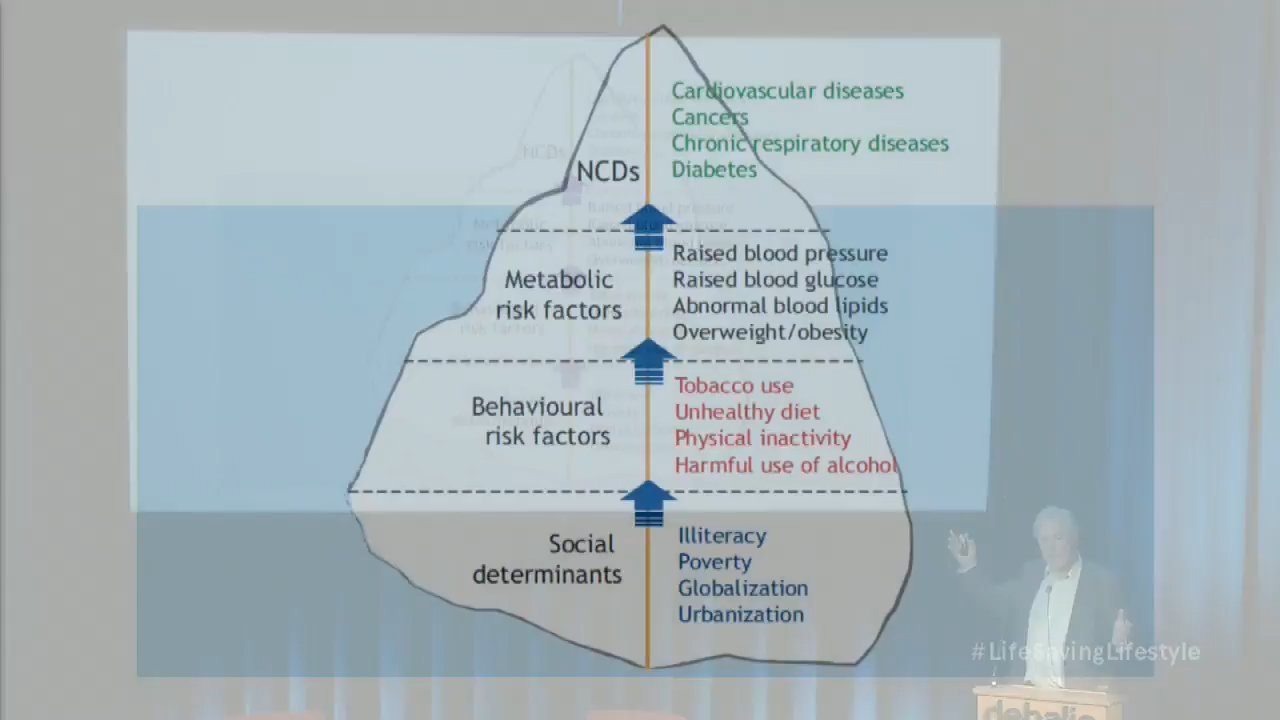 Cardiovascular diseases
Cancers
Chronic respiratory diseases
Diabetes
NCDs
Raised blood pressure
Raised blood glucose
Abnormal blood lipids
Overweight/obesity
Metabolic
risk factors
Tobacco use
Unhealthy diet
Physical inactivity
Harmful use of alcohol
Behavioural
risk factors
Illiteracy
Poverty
Globalization
Urbanization
Social
determinants
#LifeSavingLifestyle